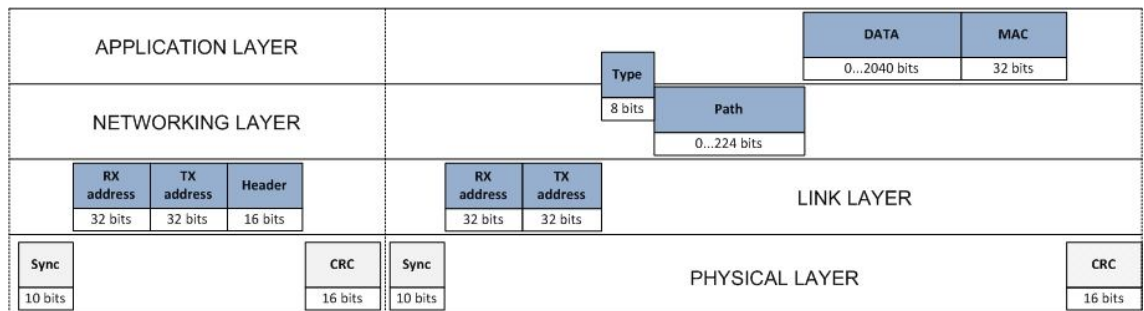 APPLICATION LAYER
DATA
MAC
0...2040 bits
32 bits
Type
8 bits
NETWORKING LAYER
Path
0...224 bits
RX
address
TX
address
Header
32 bits
32 bits
16 bits
RX
address
TX
address
32 bits
32 bits
LINK LAYER
Sync
10 bits
CRC
16 bits
Sync
10 bits
PHYSICAL LAYER
CRC
16 bits